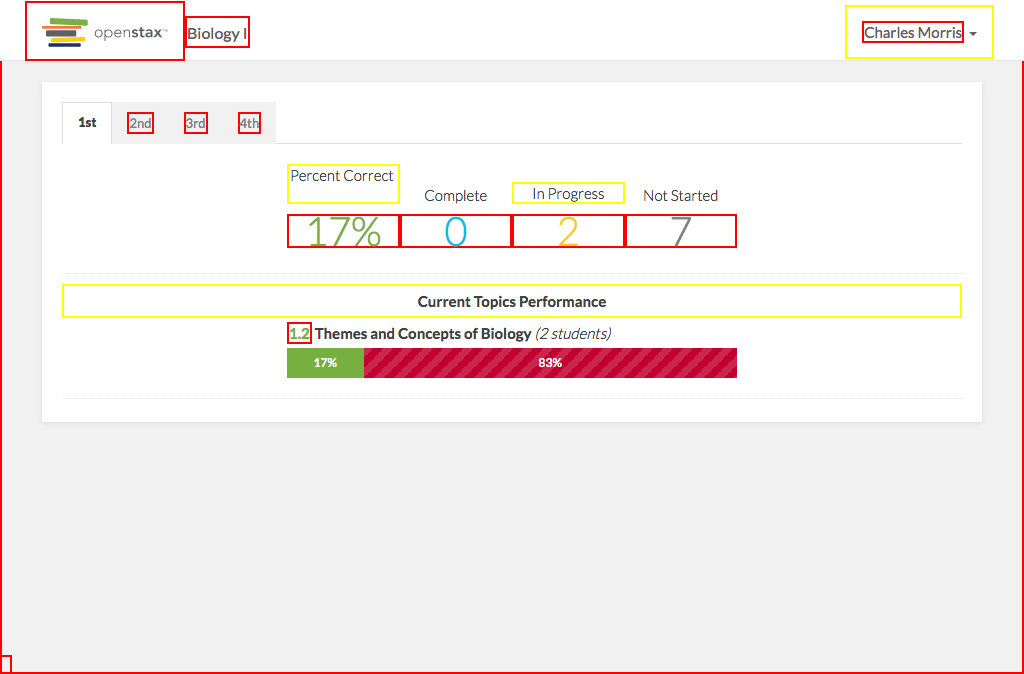 openstax™ Biology I Charles Morris
1st 2nd 3rd 4th
Percent Correct Complete In Progress Not Started
17% 0 2 7
Current Topics Performance
1.2 Themes and Concepts of Biology (2 students)
17% 83%